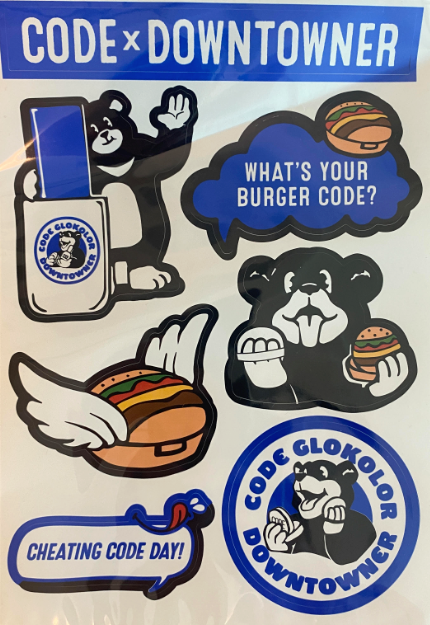 CODE x DOWNTOWNER
WHAT'S YOUR
BURGER CODE?
CODE GLOKOLOR
DOWNTOWNER
CODE GLOKOLOR
DOWNTOWNER
CHEATING CODE DAY!